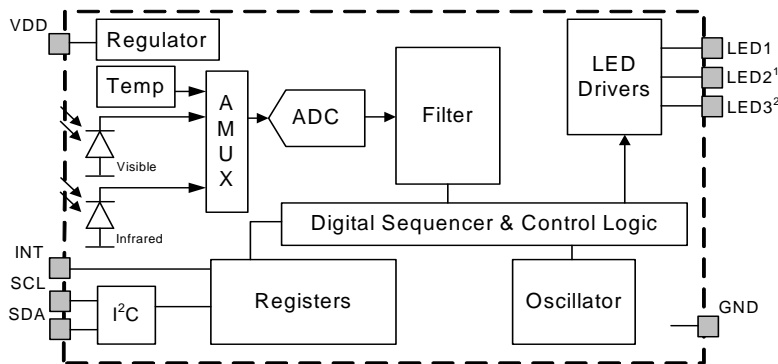 VDD
Regulator
Temp
AMUX
ADC
Filter
LED
Drivers
LED1
LED2¹
LED3²
Visible
Infrared
Digital Sequencer & Control Logic
INT
SCL
SDA
I²C
Registers
Oscillator
GND